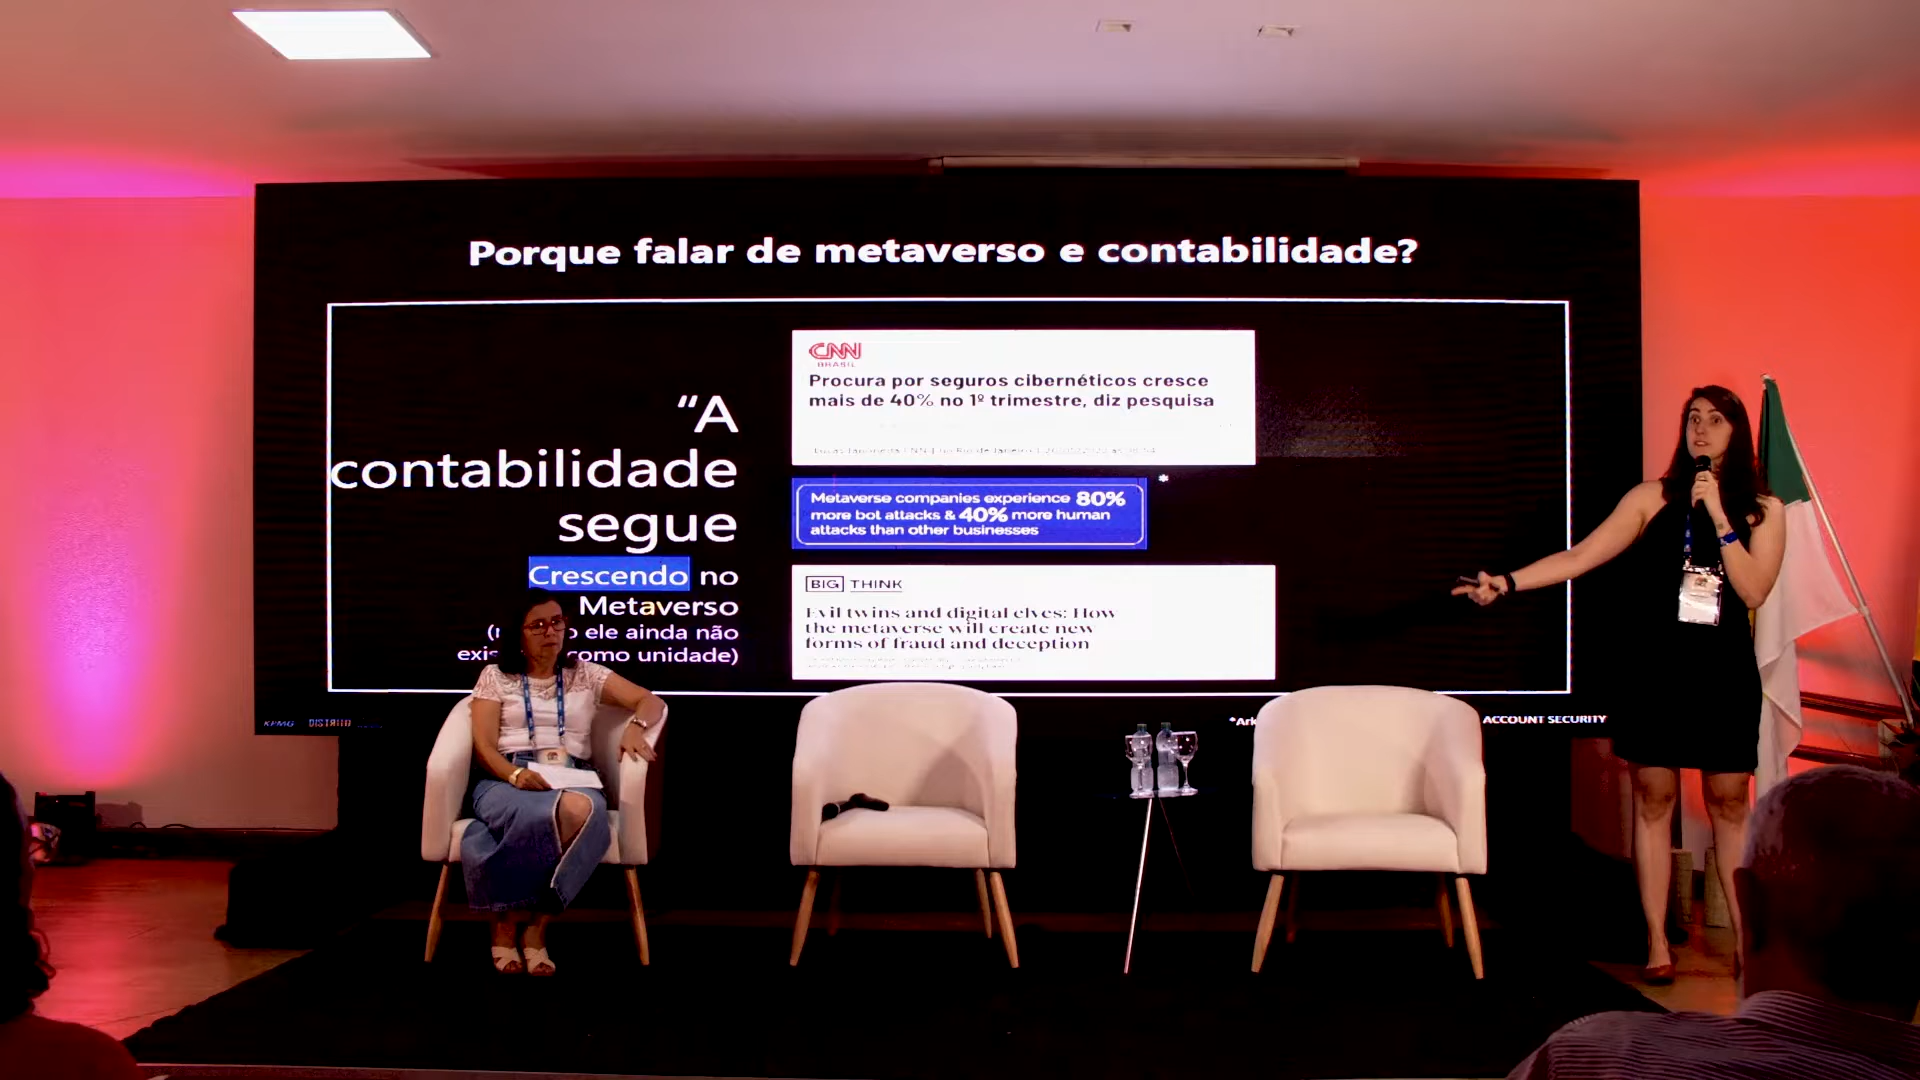 Porque falar de metaverso e contabilidade?
“A
contabilidade
segue
Crescendo no
Metaverso
ele ainda não
como unidade)
CNN
BRASIL
Procura por seguros cibernéticos cresce
mais de 40% no 1º trimestre, diz pesquisa
*
Metaverse companies experience 80%
more bot attacks & 40% more human
attacks than other businesses
BIG THINK
Evil twins and digital elves: How
the metaverse will create new
forms of fraud and deception
KPMG DISTRITO
*Ark
ACCOUNT SECURITY